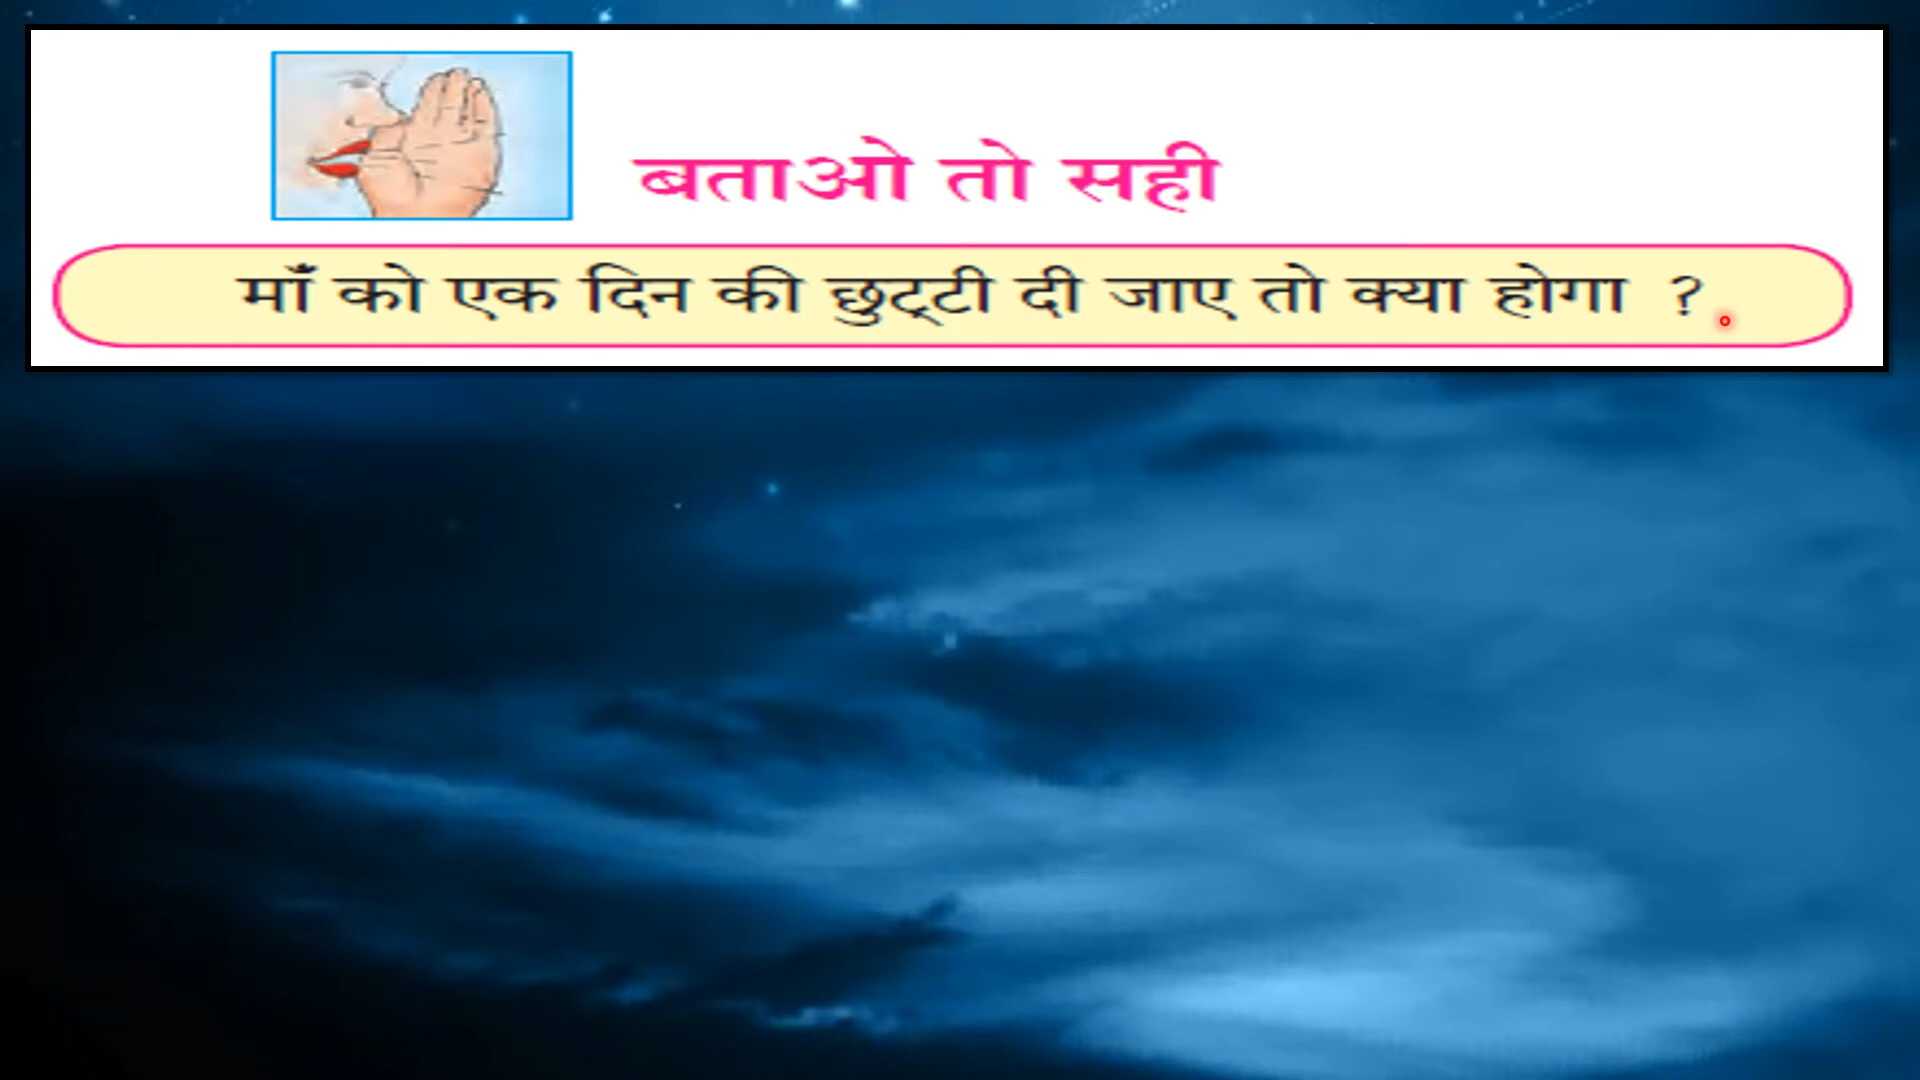 बताओ तो सही
माँ को एक दिन की छुट्टी दी जाए तो क्या होगा ?